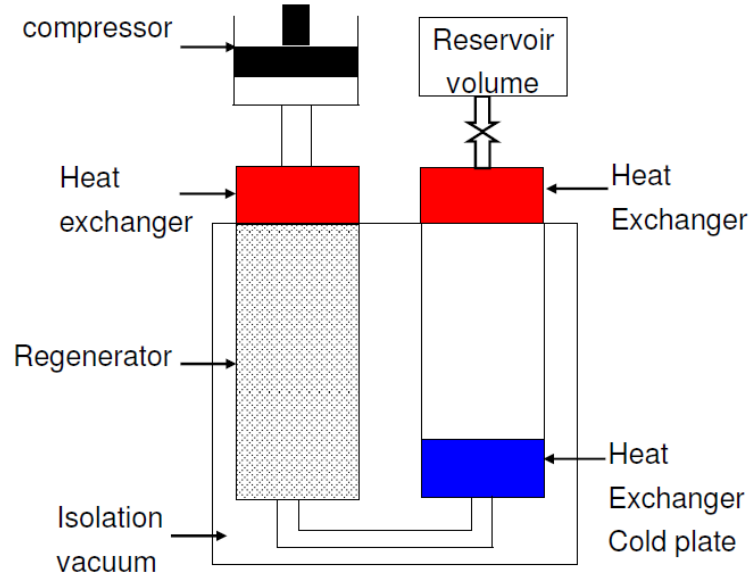 compressor
Reservoir
volume
Heat
exchanger
Heat
Exchanger
Regenerator
Heat
Exchanger
Cold plate
Isolation
vacuum